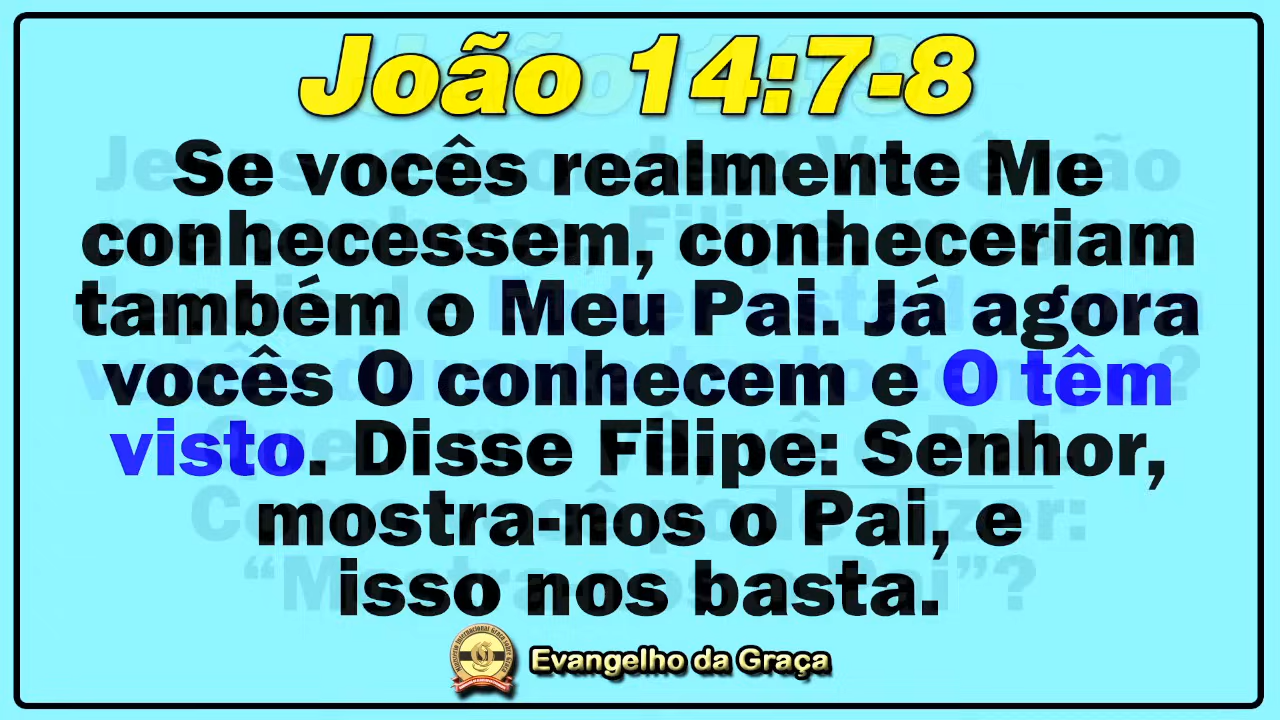 João 14:7-8
Se vocês realmente Me
conhecessem, conheceriam
também o Meu Pai. Já agora
vocês O conhecem e O têm
visto. Disse Filipe: Senhor,
mostra-nos o Pai, e
isso nos basta.
Evangelho da Graça